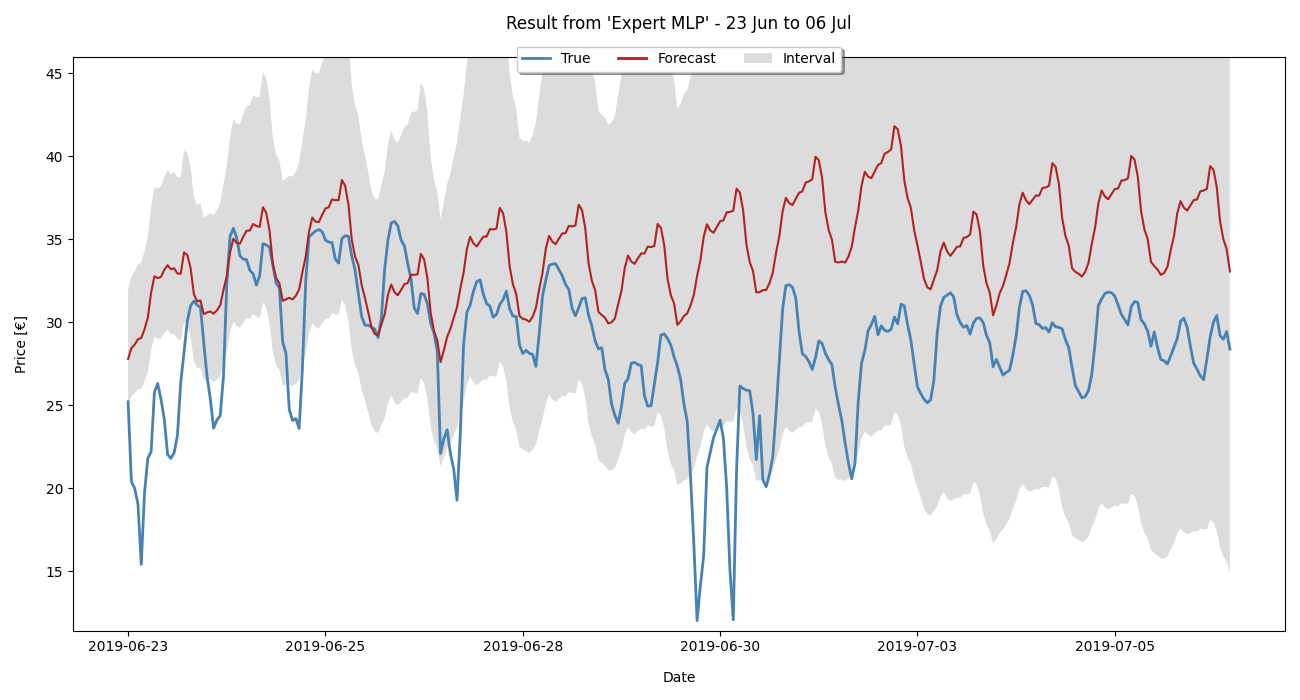 Result from 'Expert MLP' - 23 Jun to 06 Jul
True Forecast Interval
45
40
35
30
25
20
15
Price [€]
2019-06-23 2019-06-25 2019-06-28 2019-06-30 2019-07-03 2019-07-05
Date